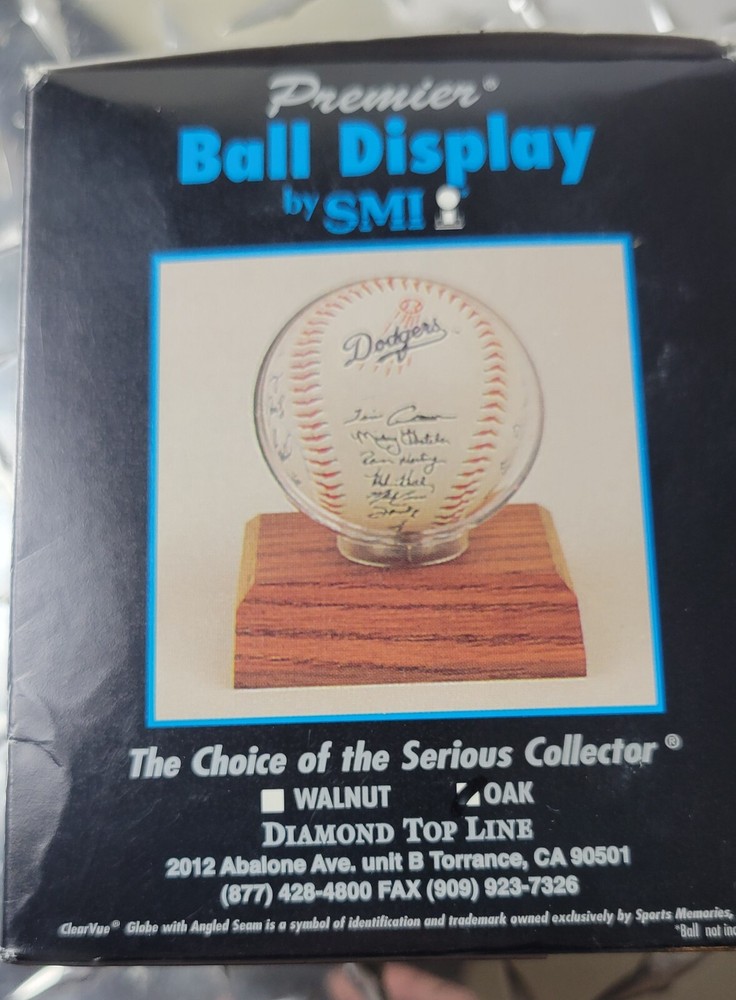 Premier®
Ball Display
by SMI
Dodgers
The Choice of the Serious Collector®
WALNUT OAK
DIAMOND TOP LINE
2012 Abalone Ave. unit B Torrance, CA 90501
(877) 428-4800 FAX (909) 923-7326
ClearVue® Globe with Angled Seam is a symbol of identification and trademark owned exclusively by Sports Memories,
*Ball not